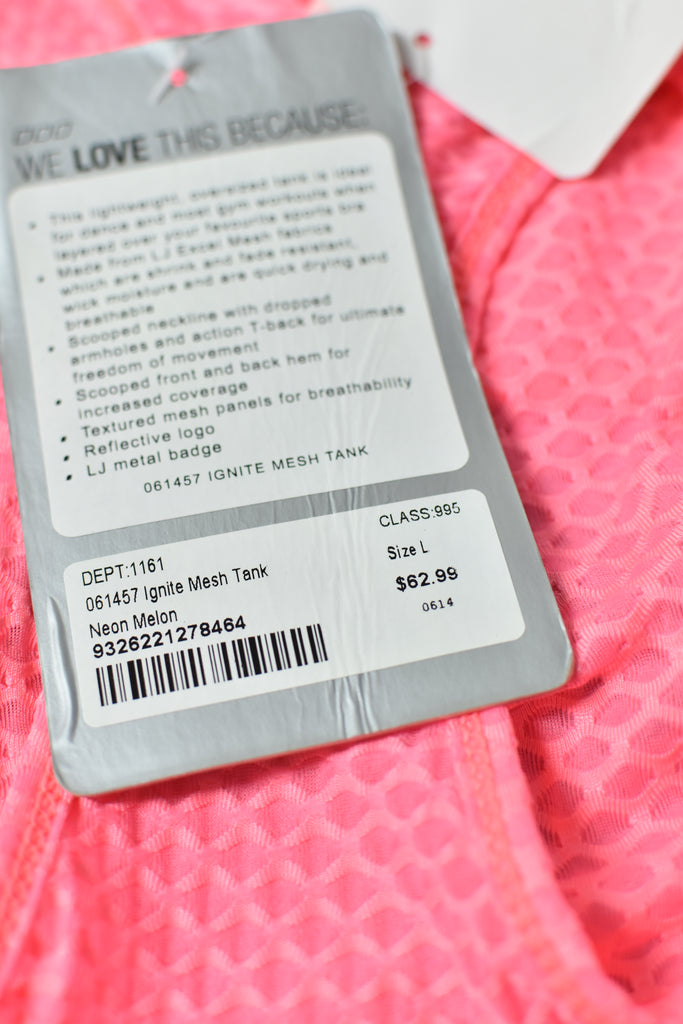 WE LOVE THIS BECAUSE:
• This lightweight, oversized tank is ideal
for dance and most gym workouts when
layered over your favourite sports bra
• Made from LJ Excel Mesh fabrics
which are shrink and fade resistant,
wick moisture and are quick drying and
breathable
• Scooped neckline with dropped
armholes and action T-back for ultimate
freedom of movement
• Scooped front and back hem for
increased coverage
• Textured mesh panels for breathability
• Reflective logo
• LJ metal badge
061457 IGNITE MESH TANK
DEPT:1161 CLASS:995
061457 Ignite Mesh Tank Size L
Neon Melon $62.99
9326221278464 0614